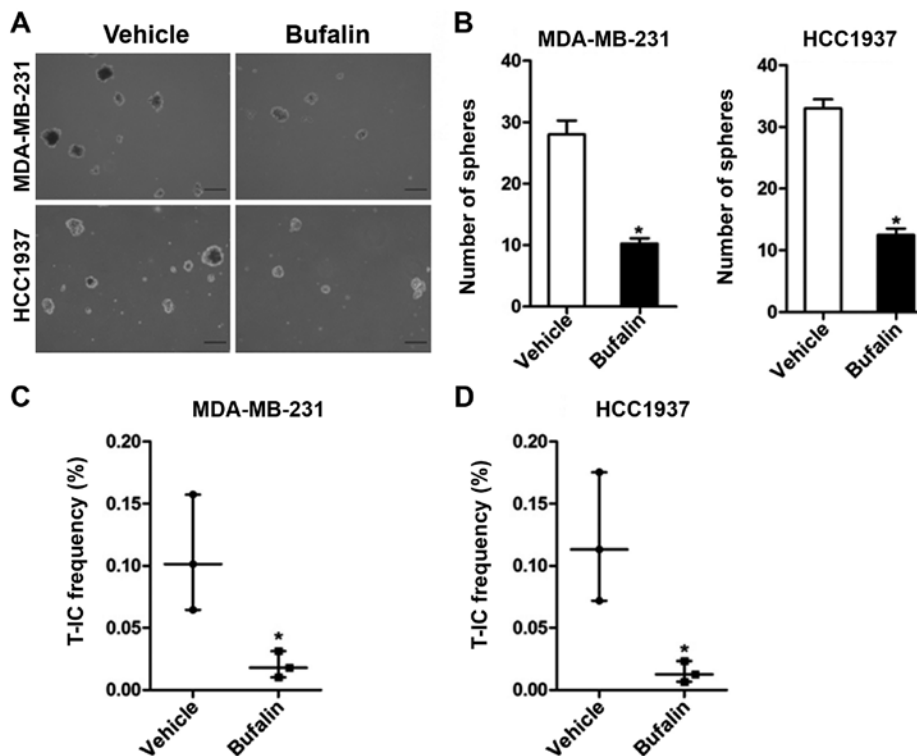 A
Vehicle
Bufalin
MDA-MB-231
HCC1937
B
MDA-MB-231
Number of spheres
40
30
20
10
0
*
Vehicle
Bufalin
HCC1937
Number of spheres
40
30
20
10
0
*
Vehicle
Bufalin
C
MDA-MB-231
T-IC frequency (%)
0.20
0.15
0.10
0.05
0.00
*
Vehicle
Bufalin
D
HCC1937
T-IC frequency (%)
0.20
0.15
0.10
0.05
0.00
*
Vehicle
Bufalin